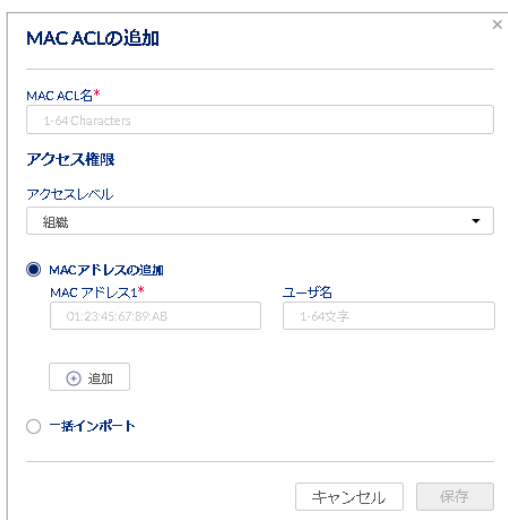 ×
MAC ACLの追加
MAC ACL名*
1-64 Characters
アクセス権限
アクセスレベル
組織
MACアドレスの追加
MAC アドレス1* ユーザ名
01:23:45:67:89:AB 1-64文字
追加
一括インポート
キャンセル 保存